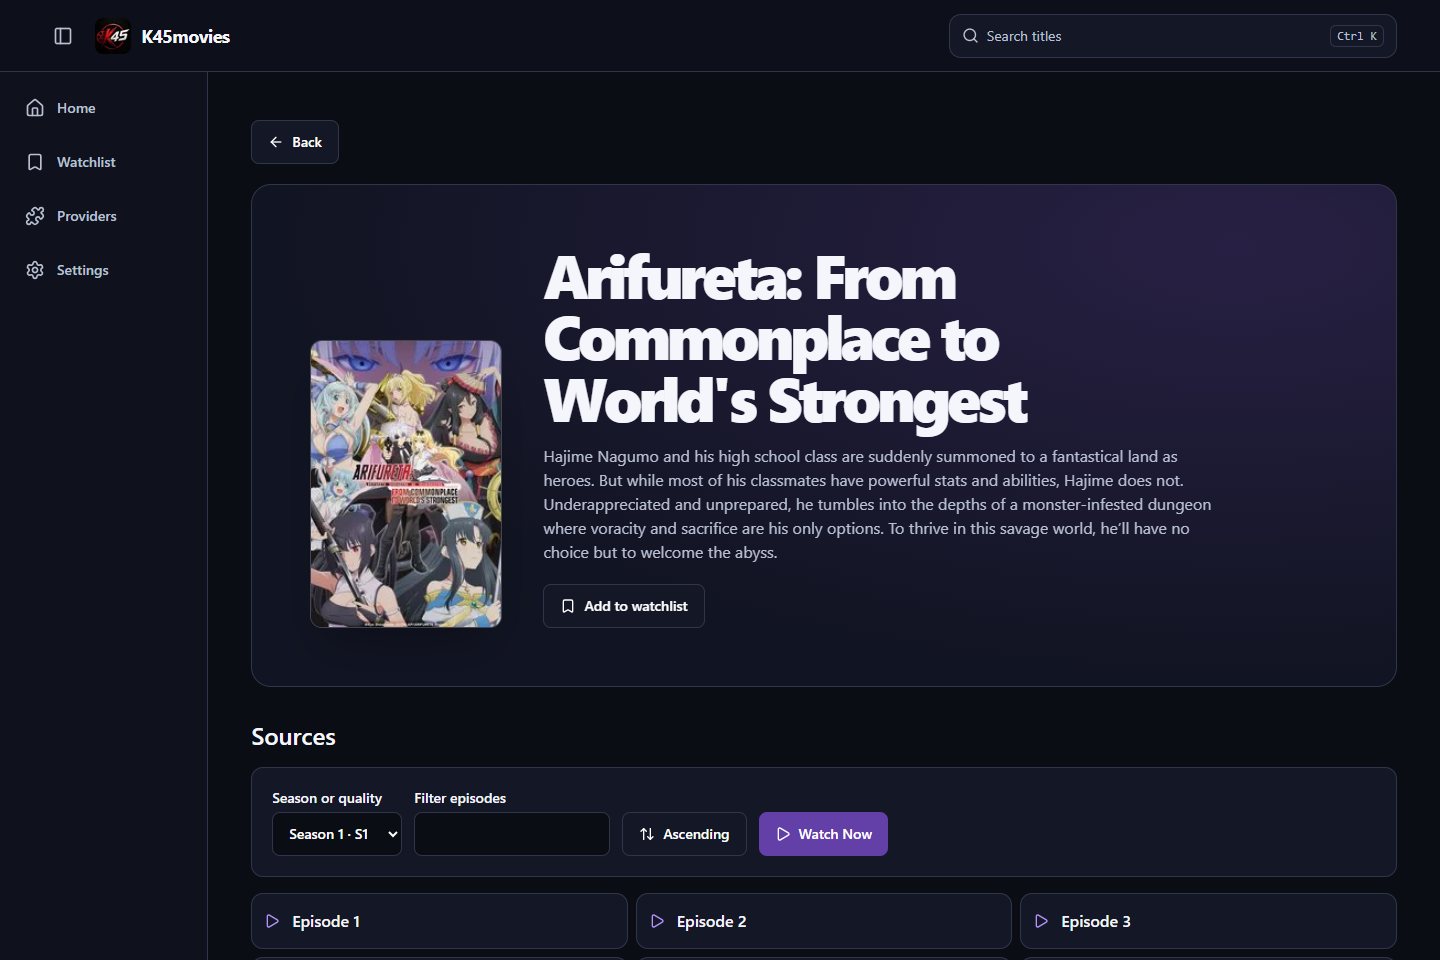 K45
K45movies
Search titles
Ctrl K
Home
Watchlist
Providers
Settings
Back
Arifureta: From
Commonplace to
World's Strongest
ARIFURETA
FROM COMMONPLACE
TO WORLD'S STRONGEST
Hajime Nagumo and his high school class are suddenly summoned to a fantastical land as
heroes. But while most of his classmates have powerful stats and abilities, Hajime does not.
Underappreciated and unprepared, he tumbles into the depths of a monster-infested dungeon
where voracity and sacrifice are his only options. To thrive in this savage world, he’ll have no
choice but to welcome the abyss.
Add to watchlist
Sources
Season or quality
Filter episodes
Season 1 · S1
Ascending
Watch Now
Episode 1
Episode 2
Episode 3